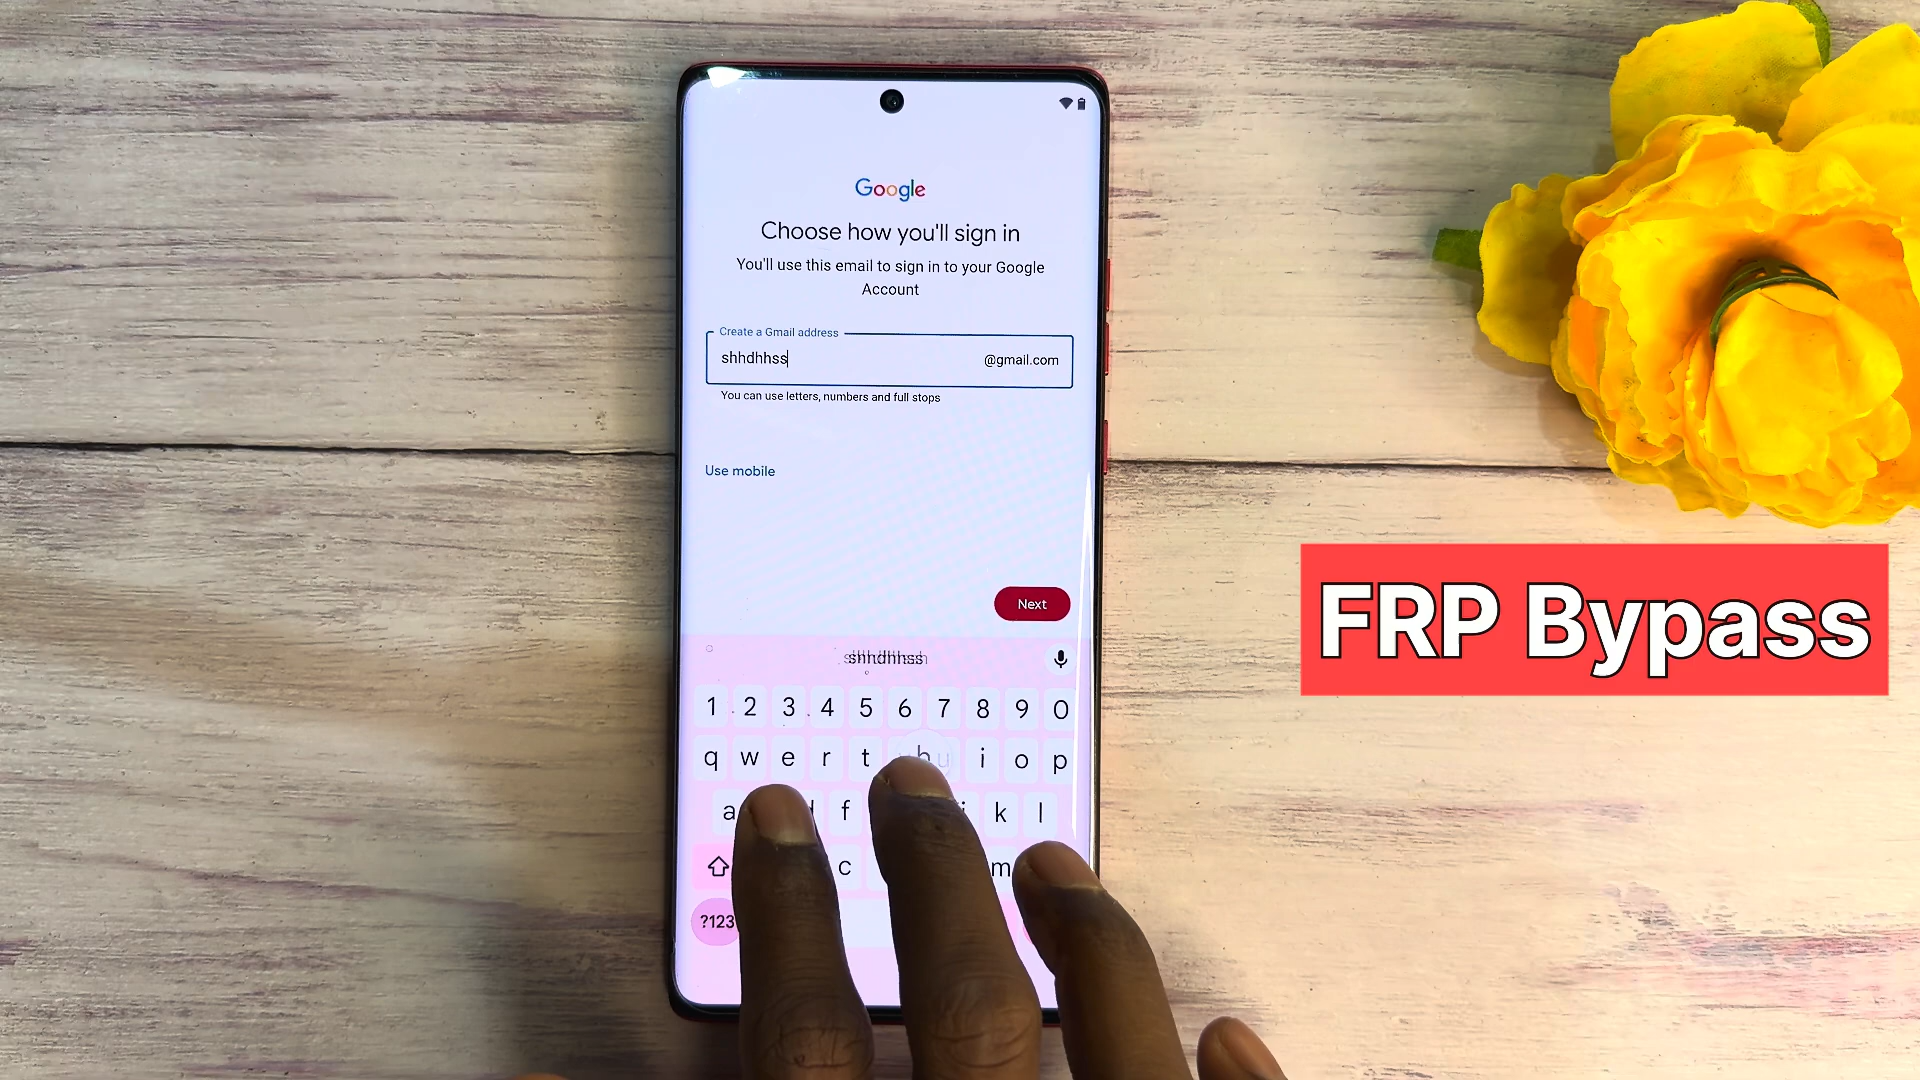 Google
Choose how you'll sign in
You'll use this email to sign in to your Google
Account
Create a Gmail address
shhdhhss
@gmail.com
You can use letters, numbers and full stops
Use mobile
Next
FRP Bypass
1 2 3 4 5 6 7 8 9 0
q w e r t h u i o p
a f k l
c m
?123